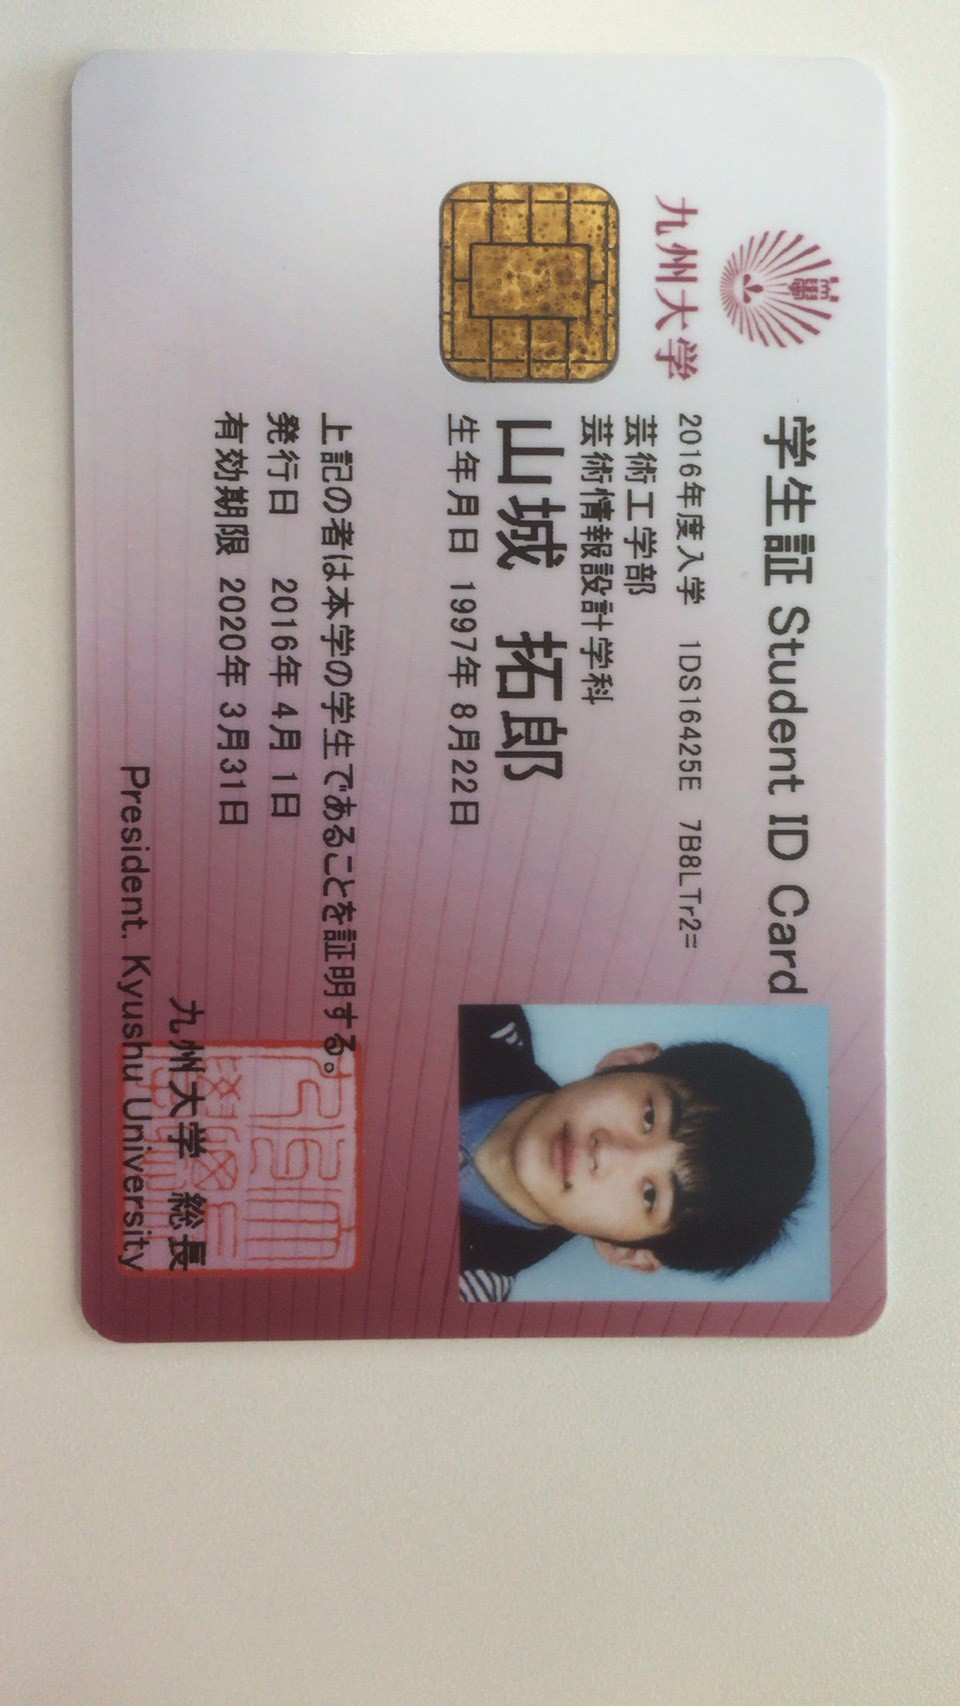 九州大学
学生証 Student ID Card
2016年度入学 1DS16425E 7B8LTr2=
芸術工学部
芸術情報設計学科
山城 拓郎
生年月日 1997年 8月22日
上記の者は本学の学生であることを証明する。
発行日 2016年 4月 1日
有効期限 2020年 3月31日
九州大学 総長
President. Kyushu University